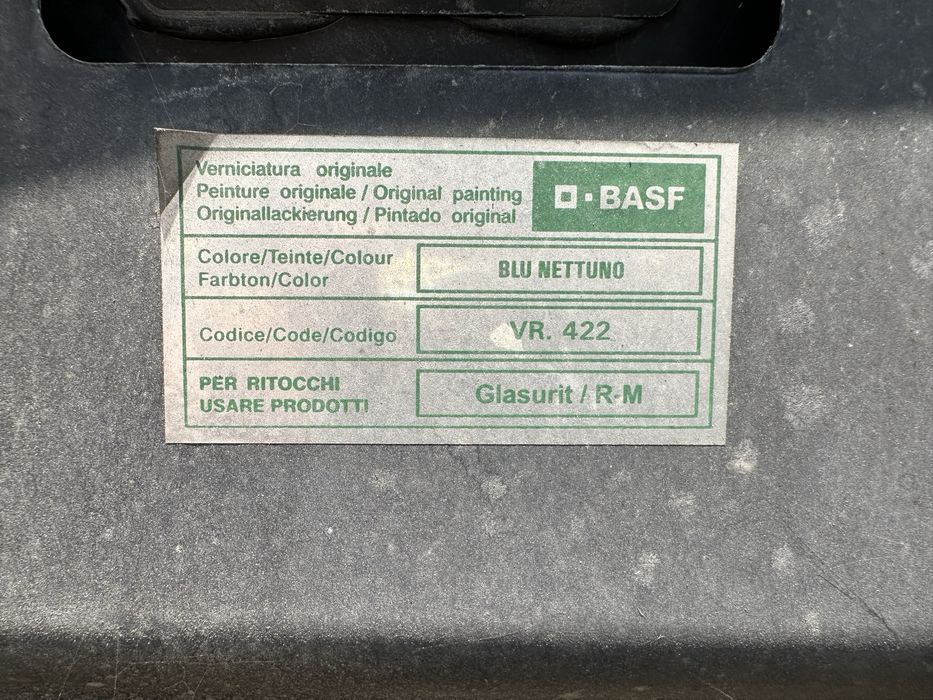 Verniciatura originale
Peinture originale / Original painting
Originallackierung / Pintado original
BASF
Colore/Teinte/Colour
Farbton/Color
BLU NETTUNO
Codice/Code/Codigo
VR. 422
PER RITOCCHI
USARE PRODOTTI
Glasurit / R-M